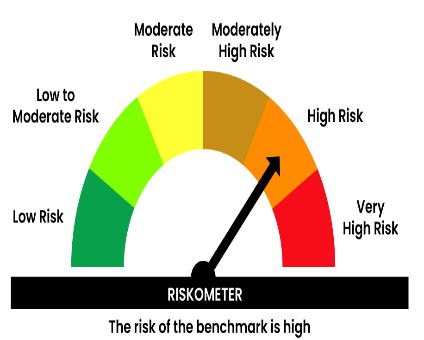 Moderate
Risk
Moderately
High Risk
Low to
Moderate Risk
High Risk
Low Risk
Very
High Risk
RISKOMETER
The risk of the benchmark is high